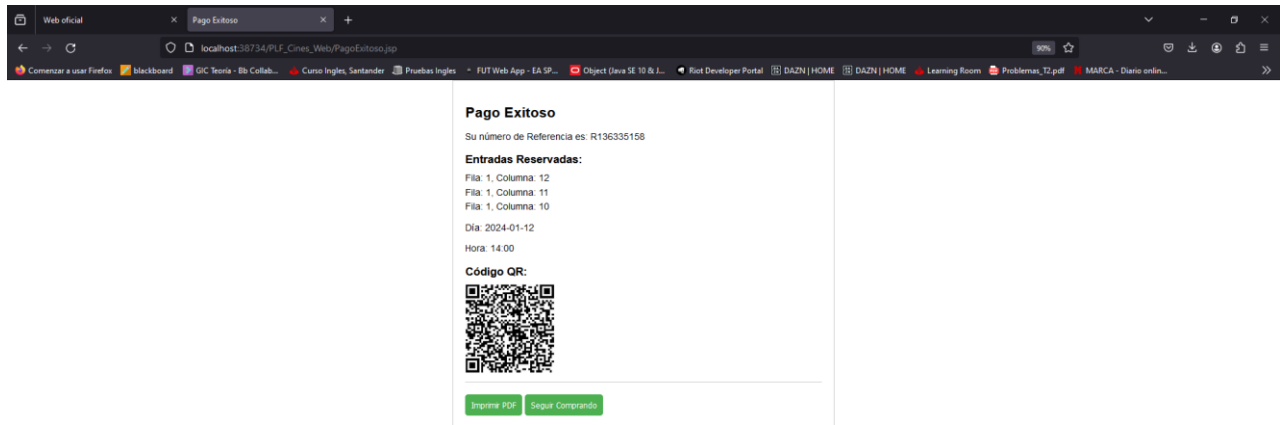 Web oficial
Pago Exitoso
localhost:38734/PLF_Cines_Web/PagoExitoso.jsp
90%
Comenzar a usar Firefox
blackboard
GIC Teoría - Bb Collab...
Curso Ingles, Santander
Pruebas Ingles
FUT Web App - EA SP...
Object (Java SE 10 & J...
Riot Developer Portal
DAZN | HOME
DAZN | HOME
Learning Room
Problemas_T2.pdf
MARCA - Diario onlin...
Pago Exitoso
Su número de Referencia es: R136335158
Entradas Reservadas:
Fila: 1, Columna: 12
Fila: 1, Columna: 11
Fila: 1, Columna: 10
Día: 2024-01-12
Hora: 14:00
Código QR:
Imprimir PDF
Seguir Comprando